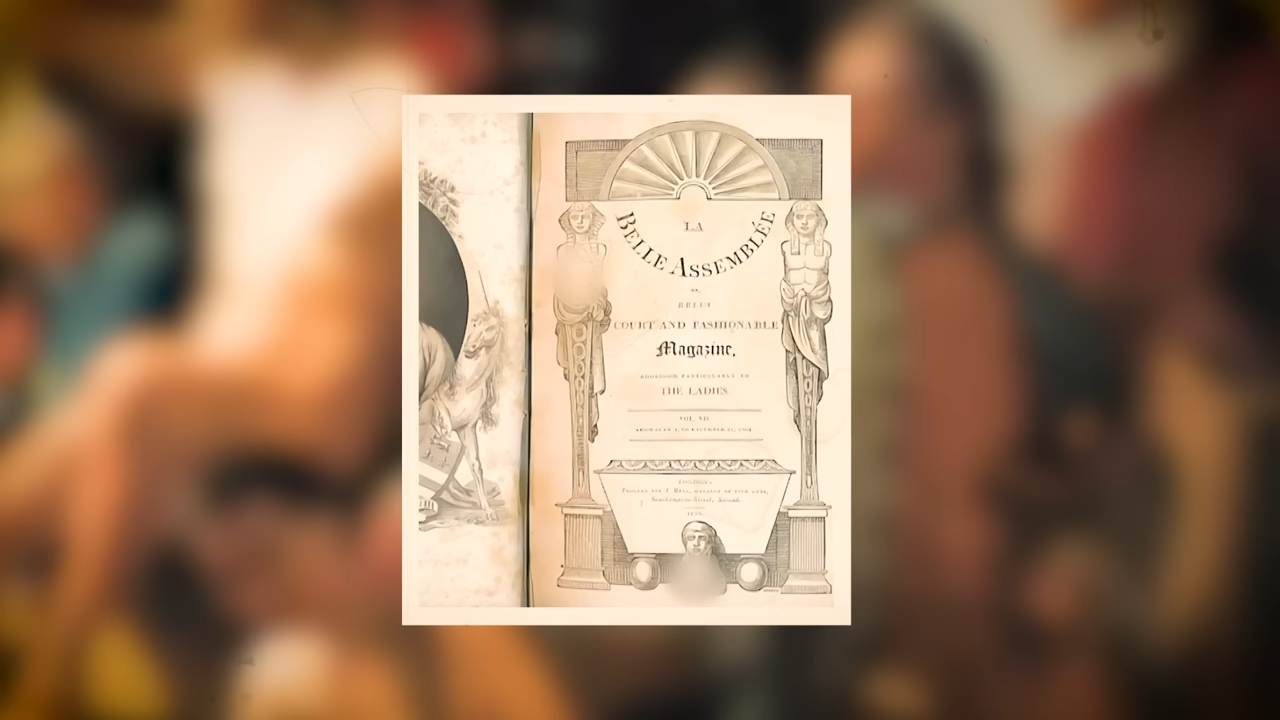 LA
BELLE ASSEMBLÉE
OR,
BELL'S
COURT AND FASHIONABLE
Magazine,
ADDRESSED PARTICULARLY TO
THE LADIES.
VOL. VII.
LONDON:
Southampton-Street, Strand.